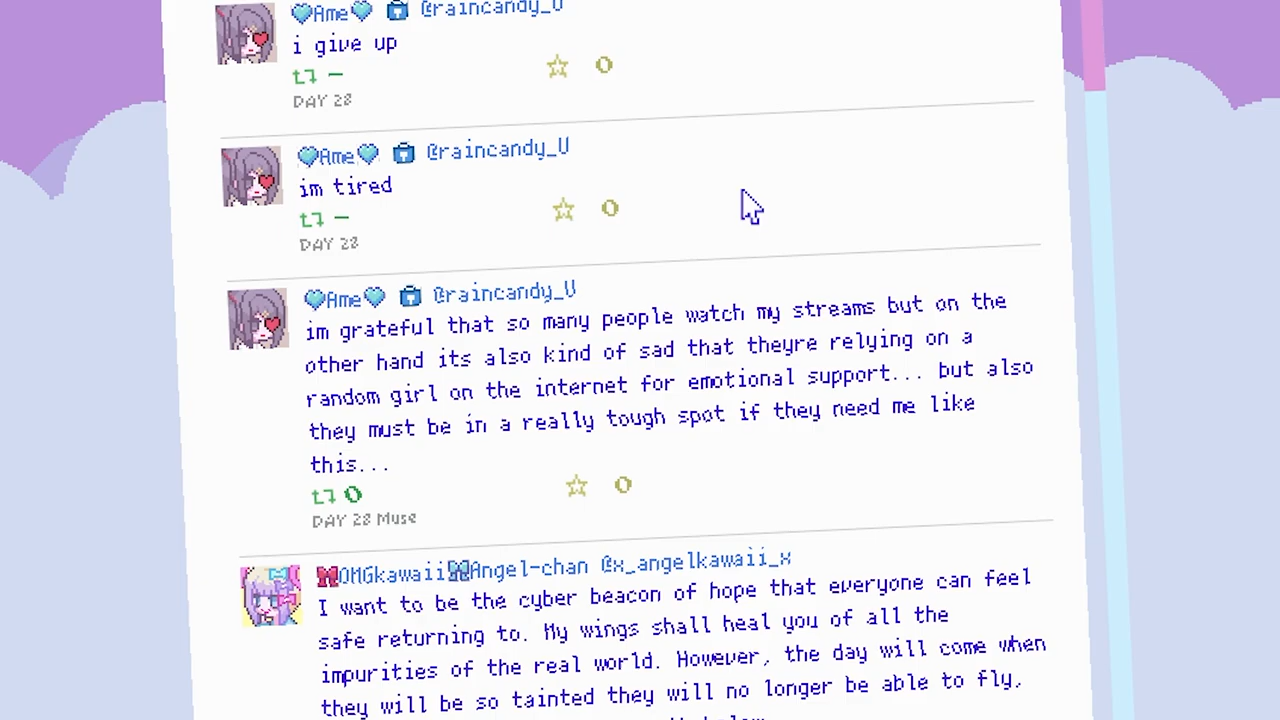 Ame @raincandy_U
i give up
DAY 28
Ame @raincandy_U
im tired
DAY 28
Ame @raincandy_U
im grateful that so many people watch my streams but on the
other hand its also kind of sad that theyre relying on a
random girl on the internet for emotional support... but also
they must be in a really tough spot if they need me like
this...
0 0
DAY 28 Muse
OMGkawaii Angel-chan @x_angelkawaii_x
I want to be the cyber beacon of hope that everyone can feel
safe returning to. My wings shall heal you of all the
impurities of the real world. However, the day will come when
they will be so tainted they will no longer be able to fly,